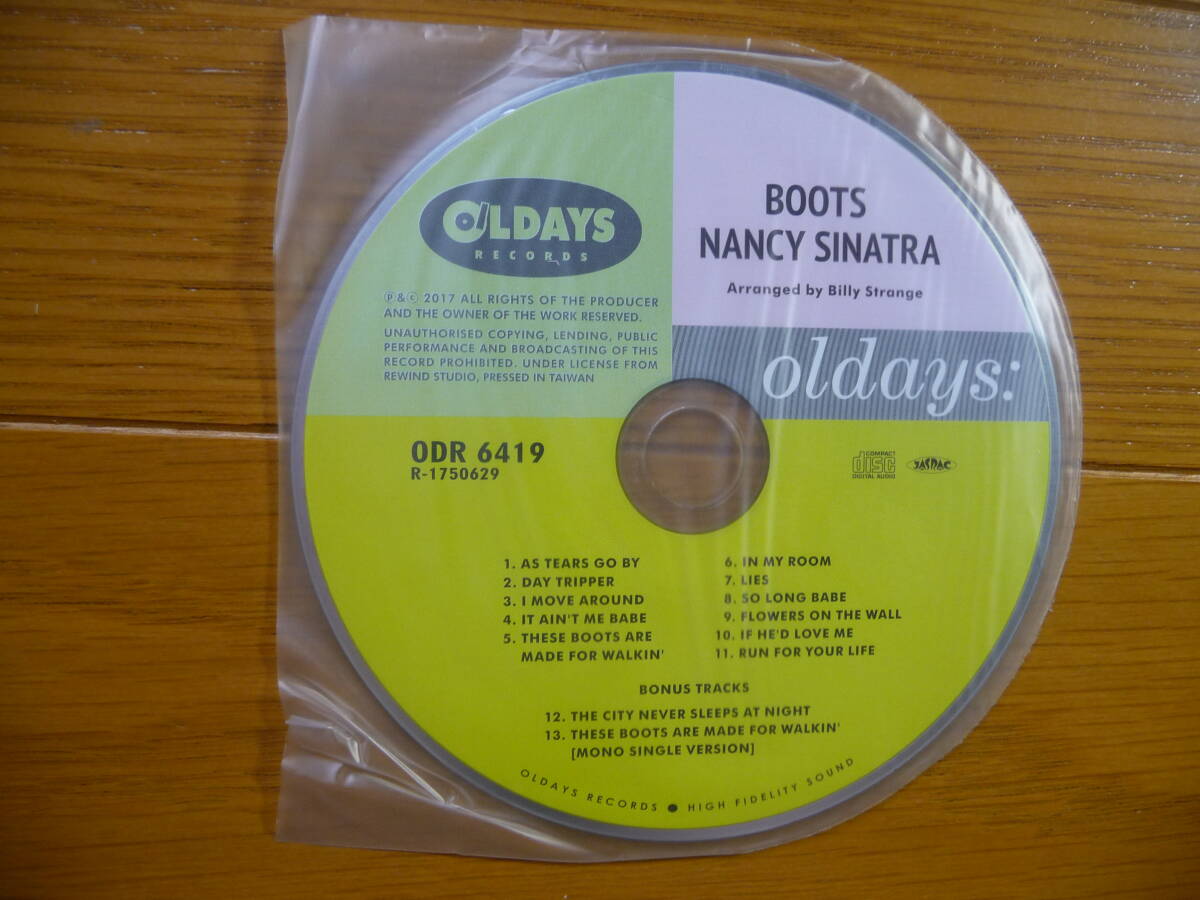 OLDAYS
RECORDS
℗&© 2017 ALL RIGHTS OF THE PRODUCER
AND THE OWNER OF THE WORK RESERVED.
UNAUTHORISED COPYING, LENDING, PUBLIC
PERFORMANCE AND BROADCASTING OF THIS
RECORD PROHIBITED. UNDER LICENSE FROM
REWIND STUDIO, PRESSED IN TAIWAN
BOOTS
NANCY SINATRA
Arranged by Billy Strange
oldays:
ODR 6419
R-1750629
COMPACT
disc
DIGITAL AUDIO
JASRAC
1. AS TEARS GO BY
2. DAY TRIPPER
3. I MOVE AROUND
4. IT AIN'T ME BABE
5. THESE BOOTS ARE
MADE FOR WALKIN'
6. IN MY ROOM
7. LIES
8. SO LONG BABE
9. FLOWERS ON THE WALL
10. IF HE'D LOVE ME
11. RUN FOR YOUR LIFE
BONUS TRACKS
12. THE CITY NEVER SLEEPS AT NIGHT
13. THESE BOOTS ARE MADE FOR WALKIN'
[MONO SINGLE VERSION]
OLDAYS RECORDS ● HIGH FIDELITY SOUND